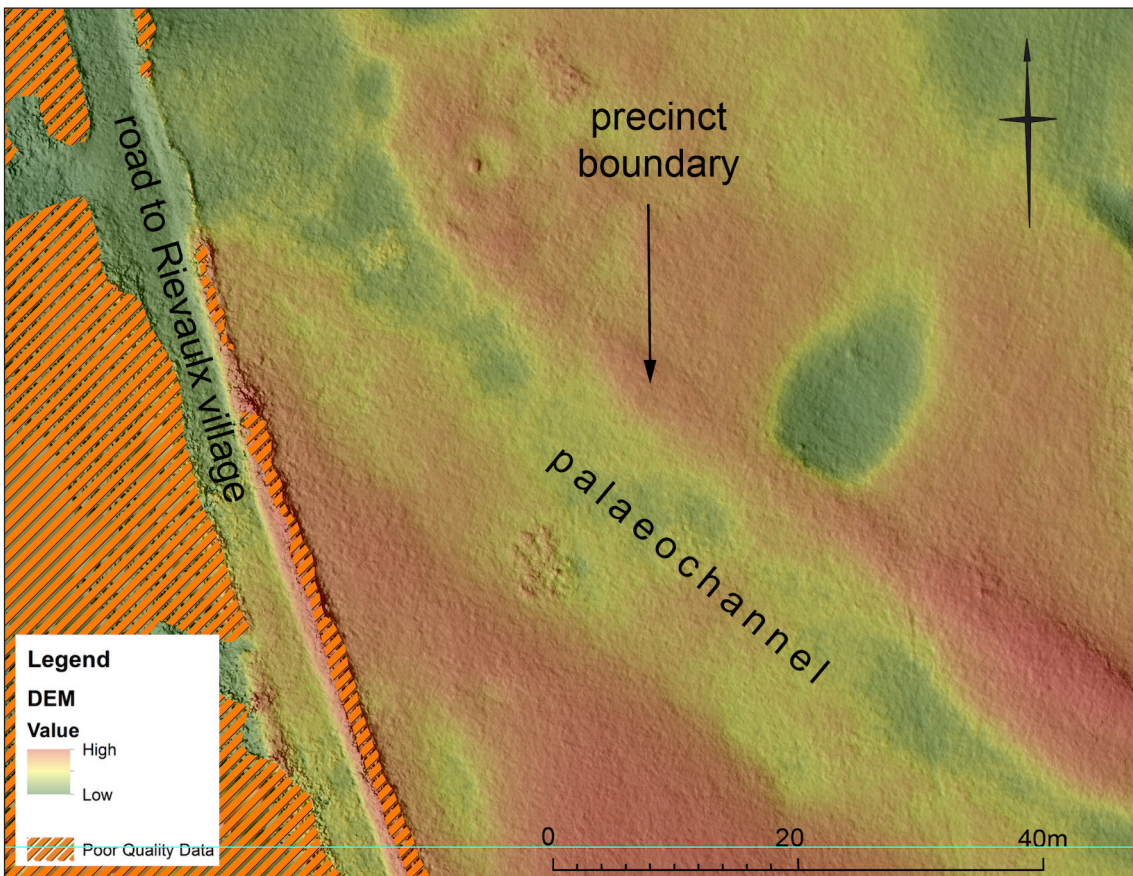 precinct
boundary
road to Rievaulx village
palaeochannel
Legend
DEM
Value
High
Low
Poor Quality Data
0 20 40m